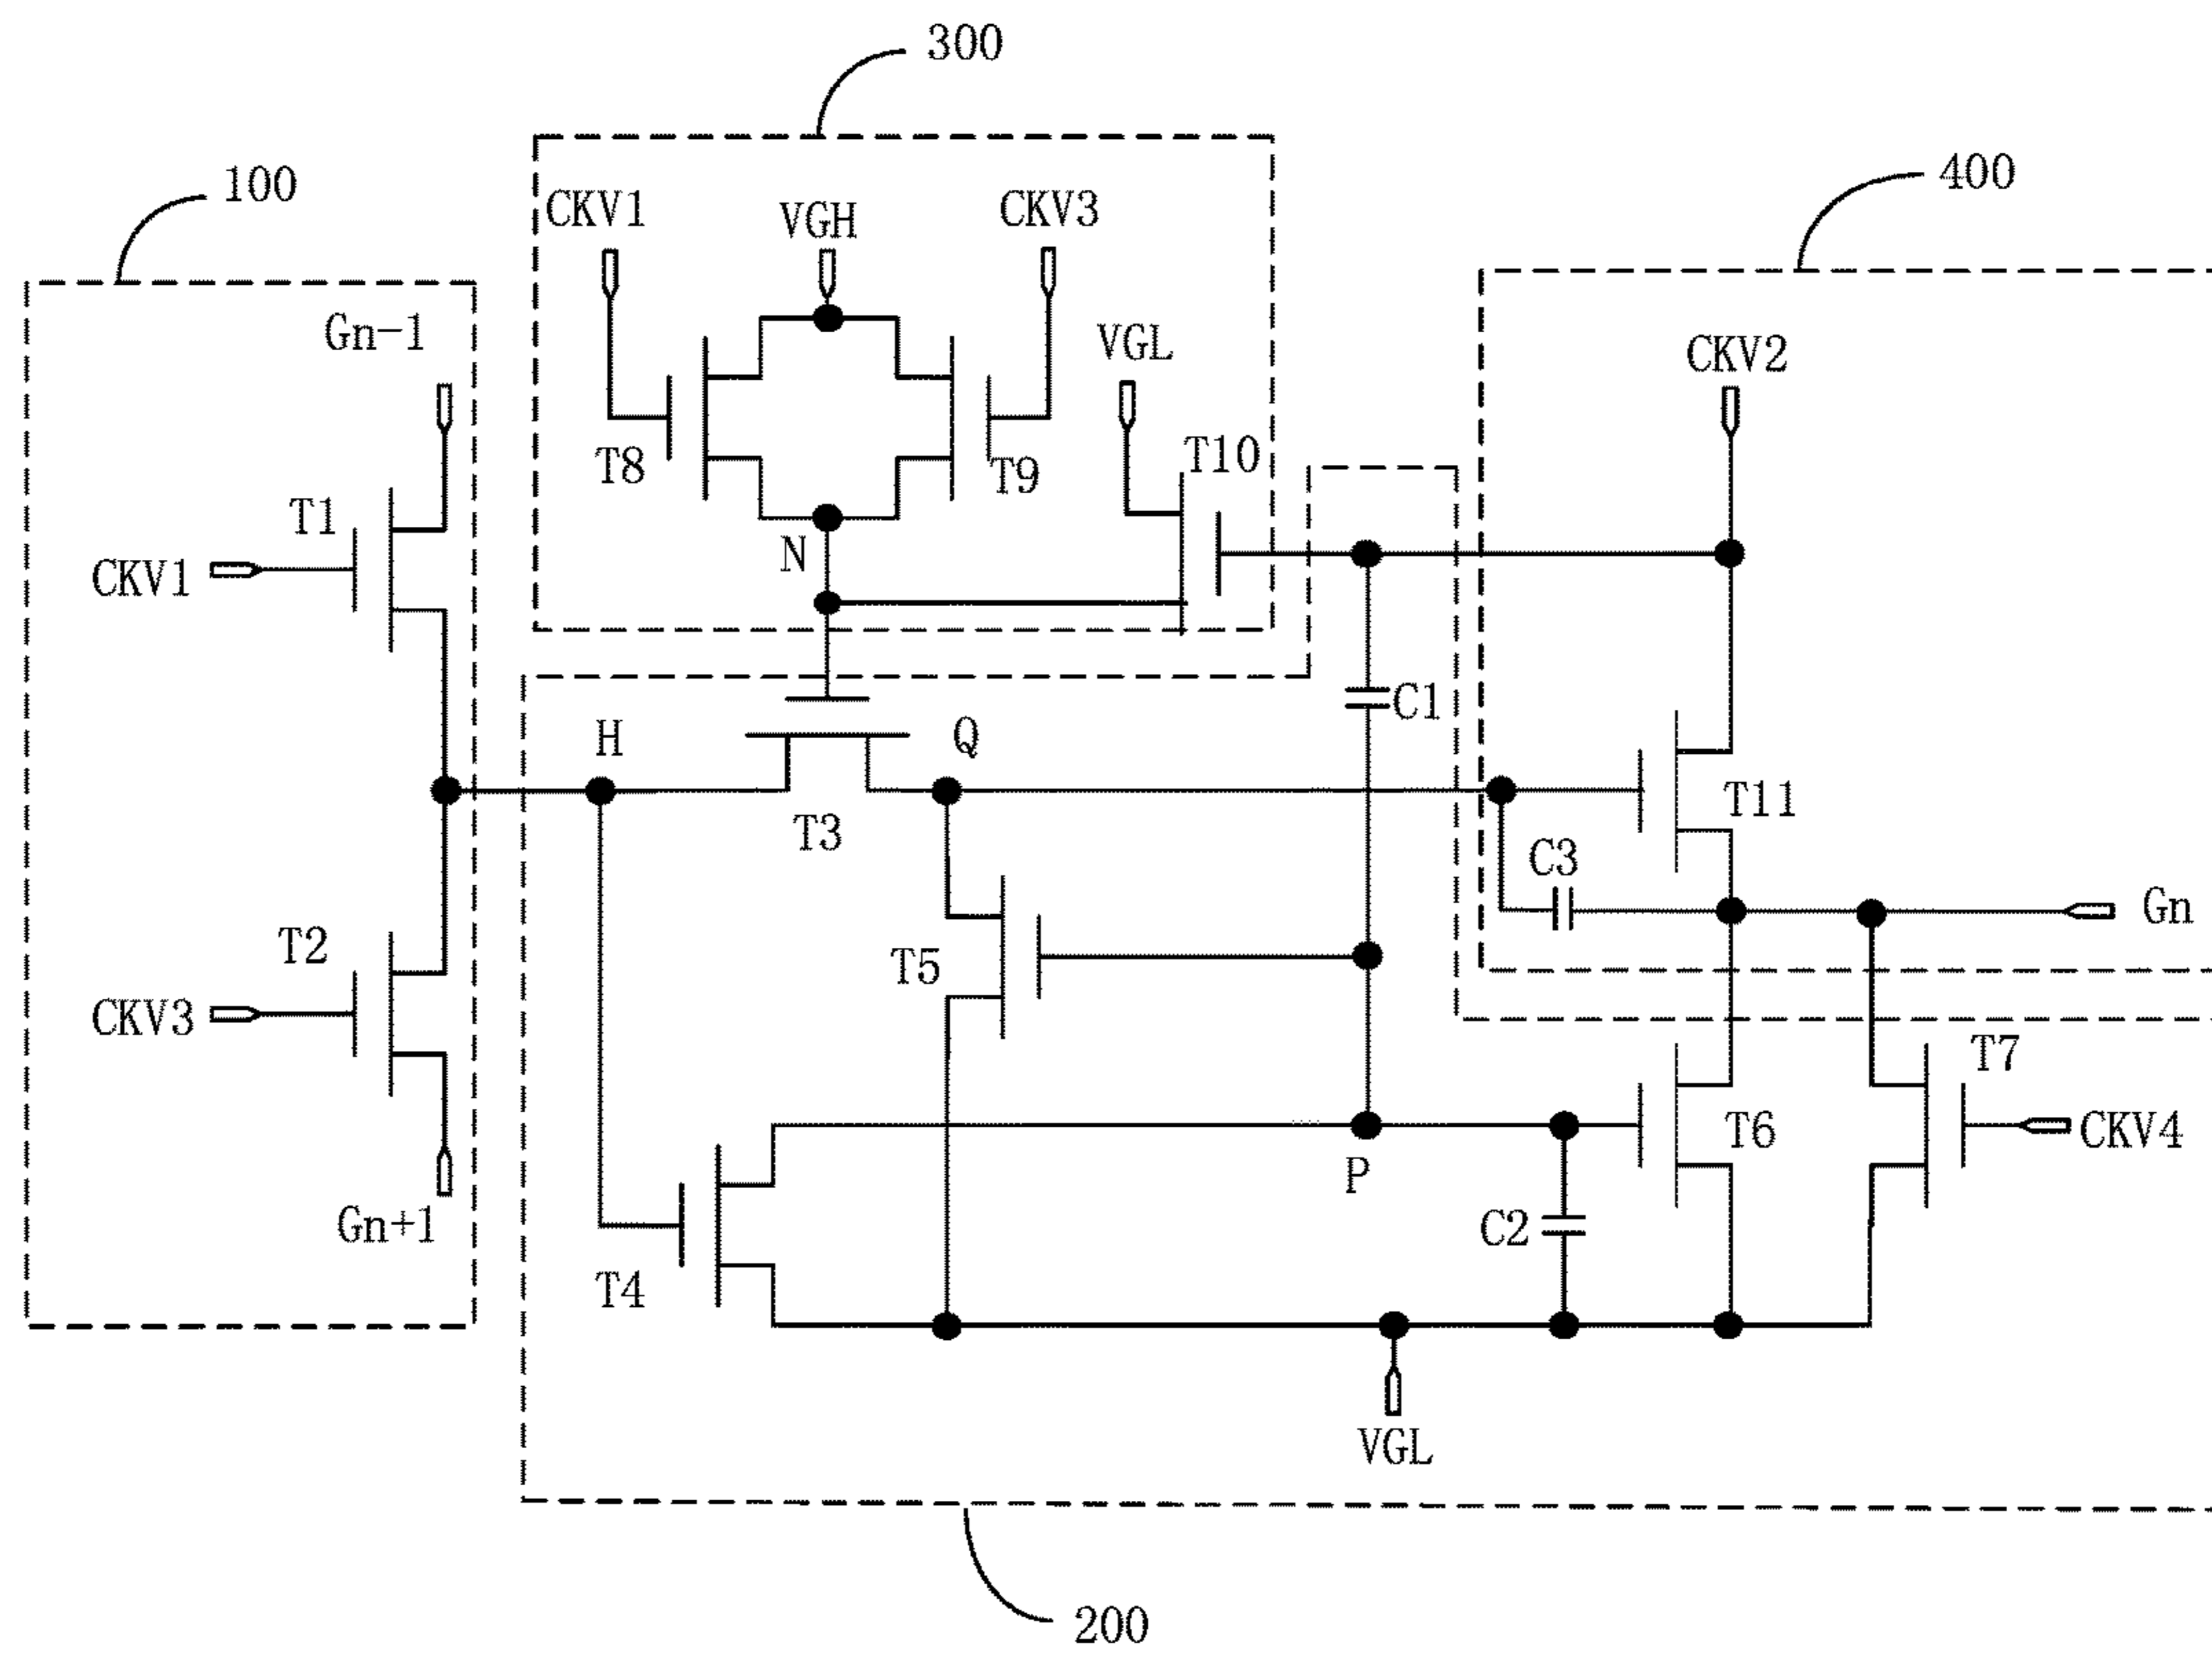 300
100
400
CKV1
VGH
CKV3
Gn-1
VGL
CKV2
T8
T9
T10
T1
N
CKV1
C1
H
Q
T3
T11
C3
Gn
T2
T5
CKV3
T7
T6
CKV4
P
Gn+1
C2
T4
VGL
200